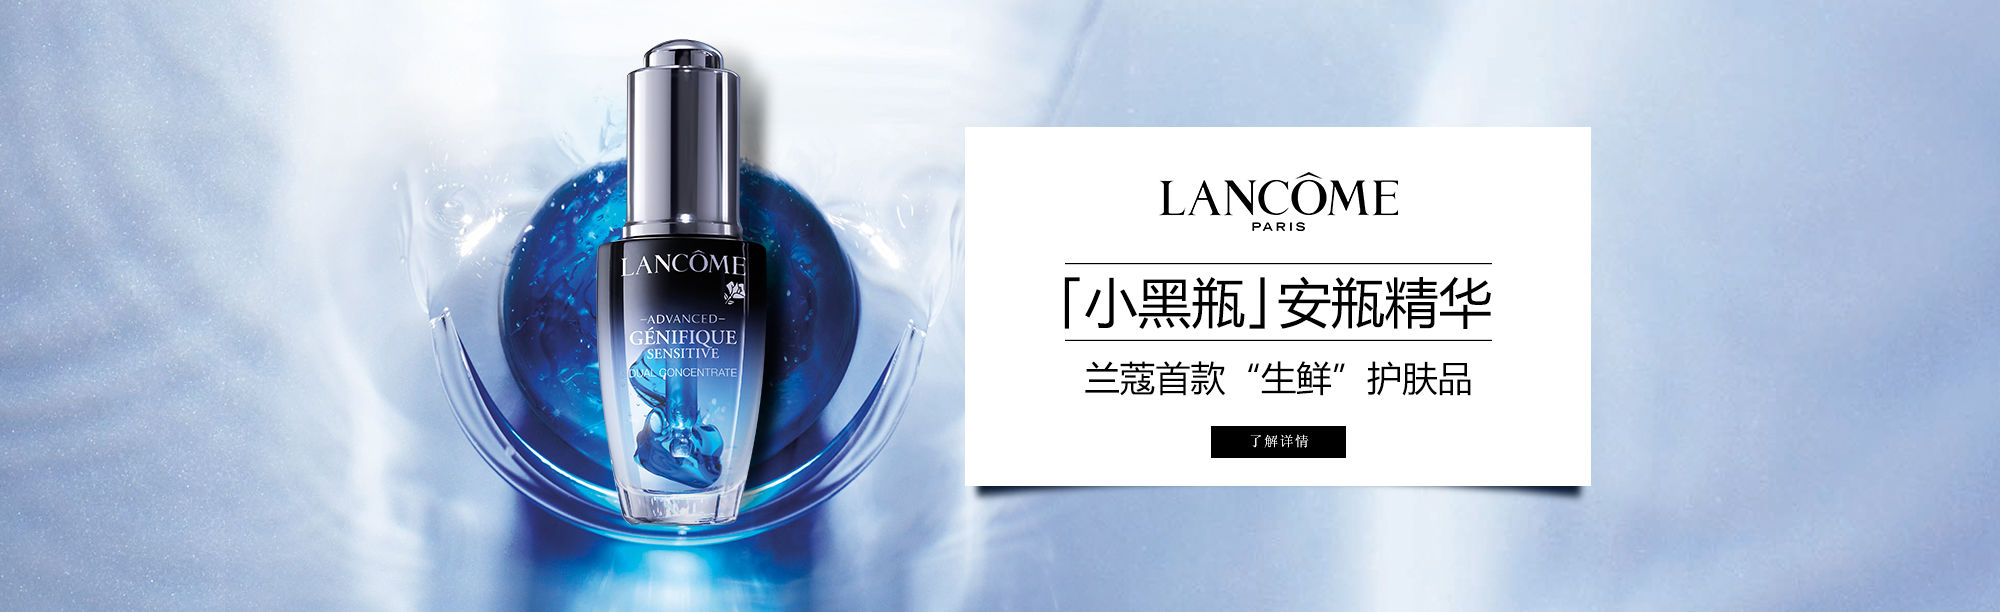 LANCÔME
-ADVANCED-
GÉNIFIQUE
SENSITIVE
DUAL CONCENTRATE
LANCÔME
PARIS
「小黑瓶」安瓶精华
兰蔻首款“生鲜”护肤品
了解详情